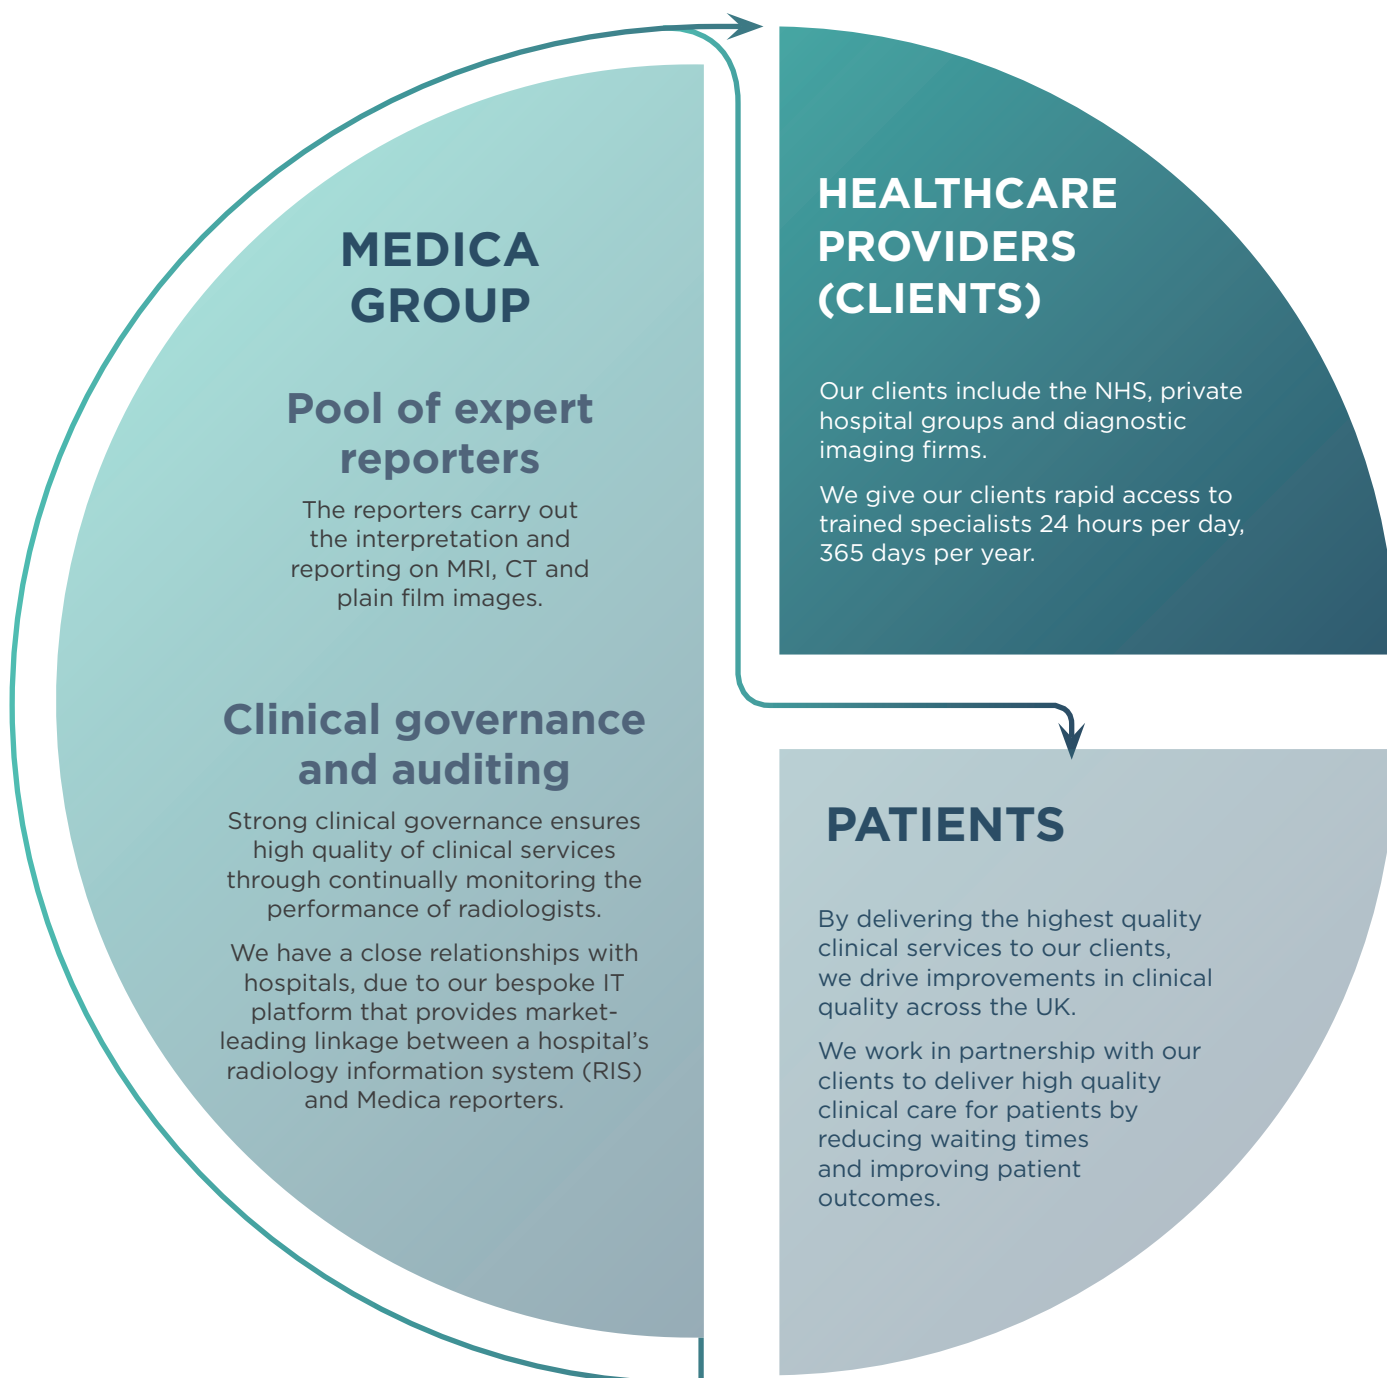 MEDICA
GROUP
Pool of expert
reporters
The reporters carry out
the interpretation and
reporting on MRI, CT and
plain film images.
Clinical governance
and auditing
Strong clinical governance ensures
high quality of clinical services
through continually monitoring the
performance of radiologists.
We have a close relationships with
hospitals, due to our bespoke IT
platform that provides market-
leading linkage between a hospital’s
radiology information system (RIS)
and Medica reporters.
HEALTHCARE
PROVIDERS
(CLIENTS)
Our clients include the NHS, private
hospital groups and diagnostic
imaging firms.
We give our clients rapid access to
trained specialists 24 hours per day,
365 days per year.
PATIENTS
By delivering the highest quality
clinical services to our clients,
we drive improvements in clinical
quality across the UK.
We work in partnership with our
clients to deliver high quality
clinical care for patients by
reducing waiting times
and improving patient
outcomes.